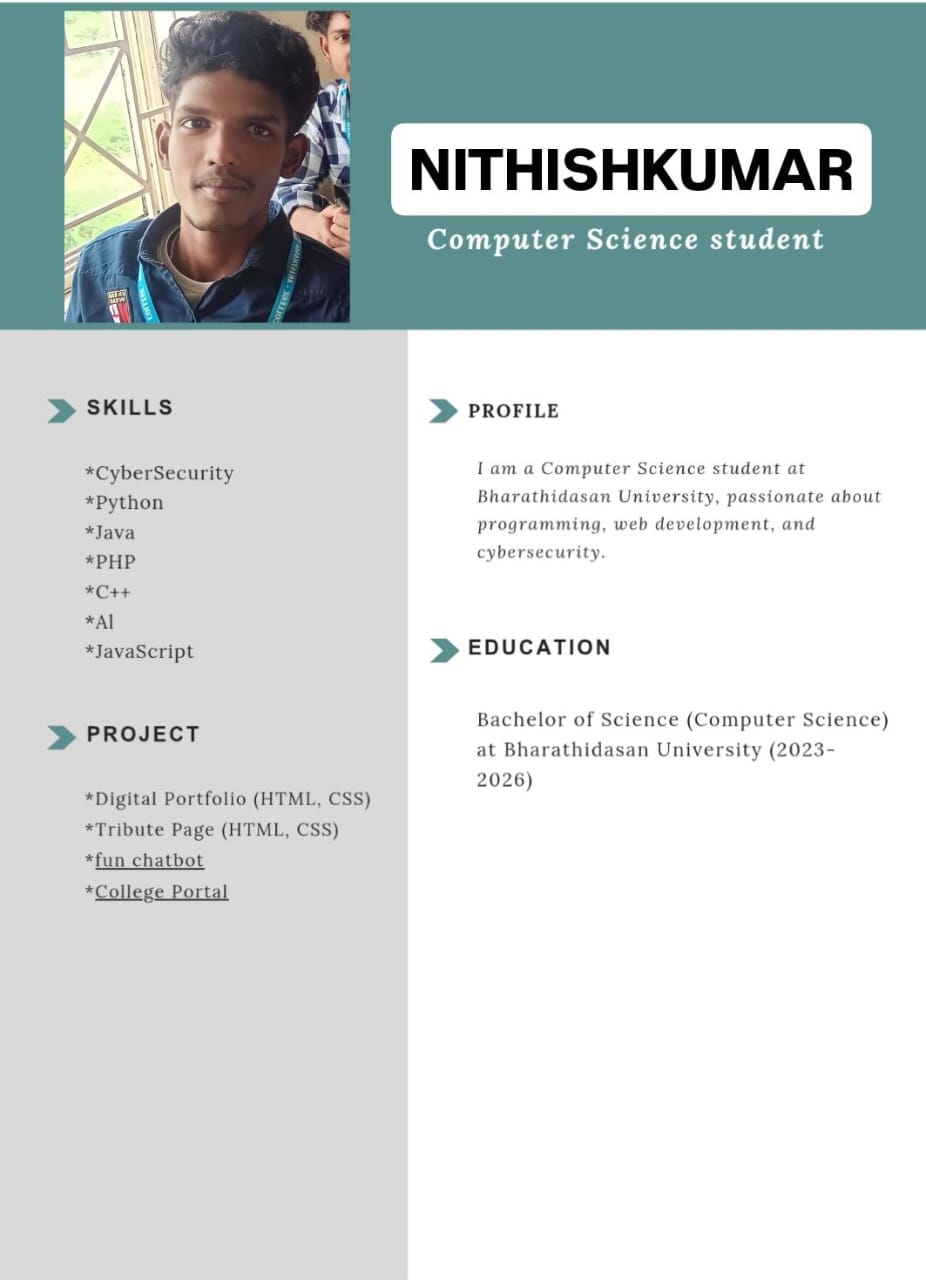 NITHISHKUMAR
Computer Science student
SKILLS
*CyberSecurity
*Python
*Java
*PHP
*C++
*Al
*JavaScript
PROJECT
*Digital Portfolio (HTML, CSS)
*Tribute Page (HTML, CSS)
*fun chatbot
*College Portal
PROFILE
I am a Computer Science student at
Bharathidasan University, passionate about
programming, web development, and
cybersecurity.
EDUCATION
Bachelor of Science (Computer Science)
at Bharathidasan University (2023-
2026)
COLLEGE